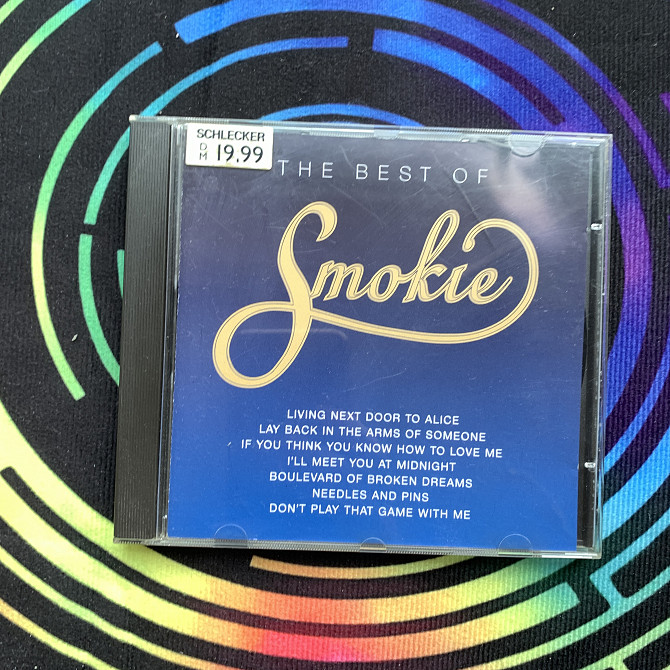 SCHLECKER
DM 19,99
THE BEST OF
Smokie
LIVING NEXT DOOR TO ALICE
LAY BACK IN THE ARMS OF SOMEONE
IF YOU THINK YOU KNOW HOW TO LOVE ME
I'LL MEET YOU AT MIDNIGHT
BOULEVARD OF BROKEN DREAMS
NEEDLES AND PINS
DON'T PLAY THAT GAME WITH ME